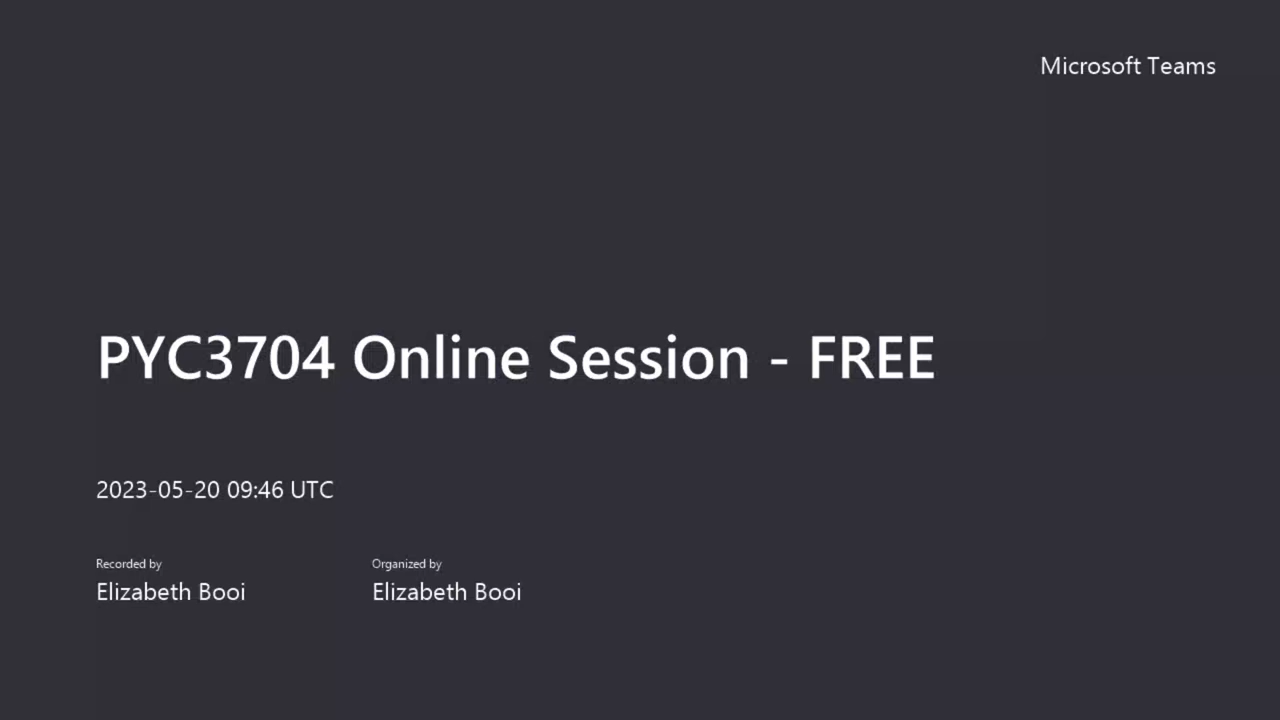 Microsoft Teams
PYC3704 Online Session - FREE
2023-05-20 09:46 UTC
Recorded by
Elizabeth Booi
Organized by
Elizabeth Booi